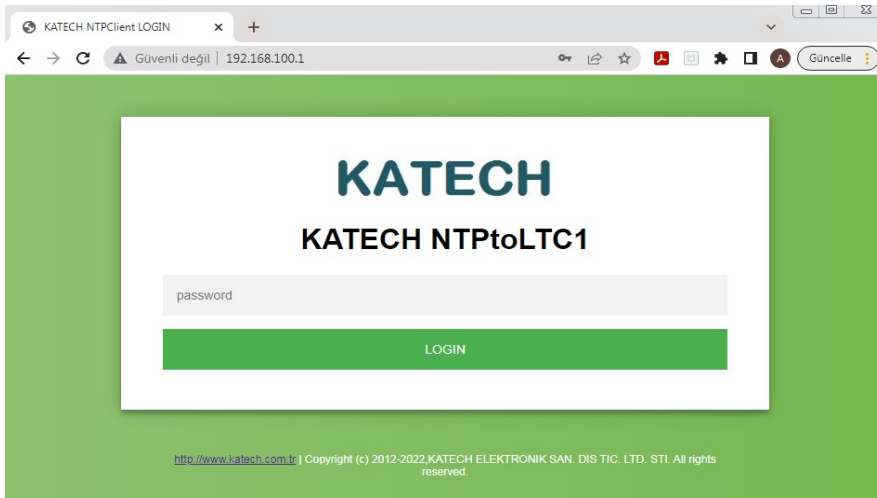 KATECH NTPClient LOGIN
Güvenli değil | 192.168.100.1
A
Güncelle
KATECH
KATECH NTPtoLTC1
password
LOGIN
http://www.katech.com.tr | Copyright (c) 2012-2022,KATECH ELEKTRONIK SAN. DIS TIC. LTD. STI. All rights
reserved.